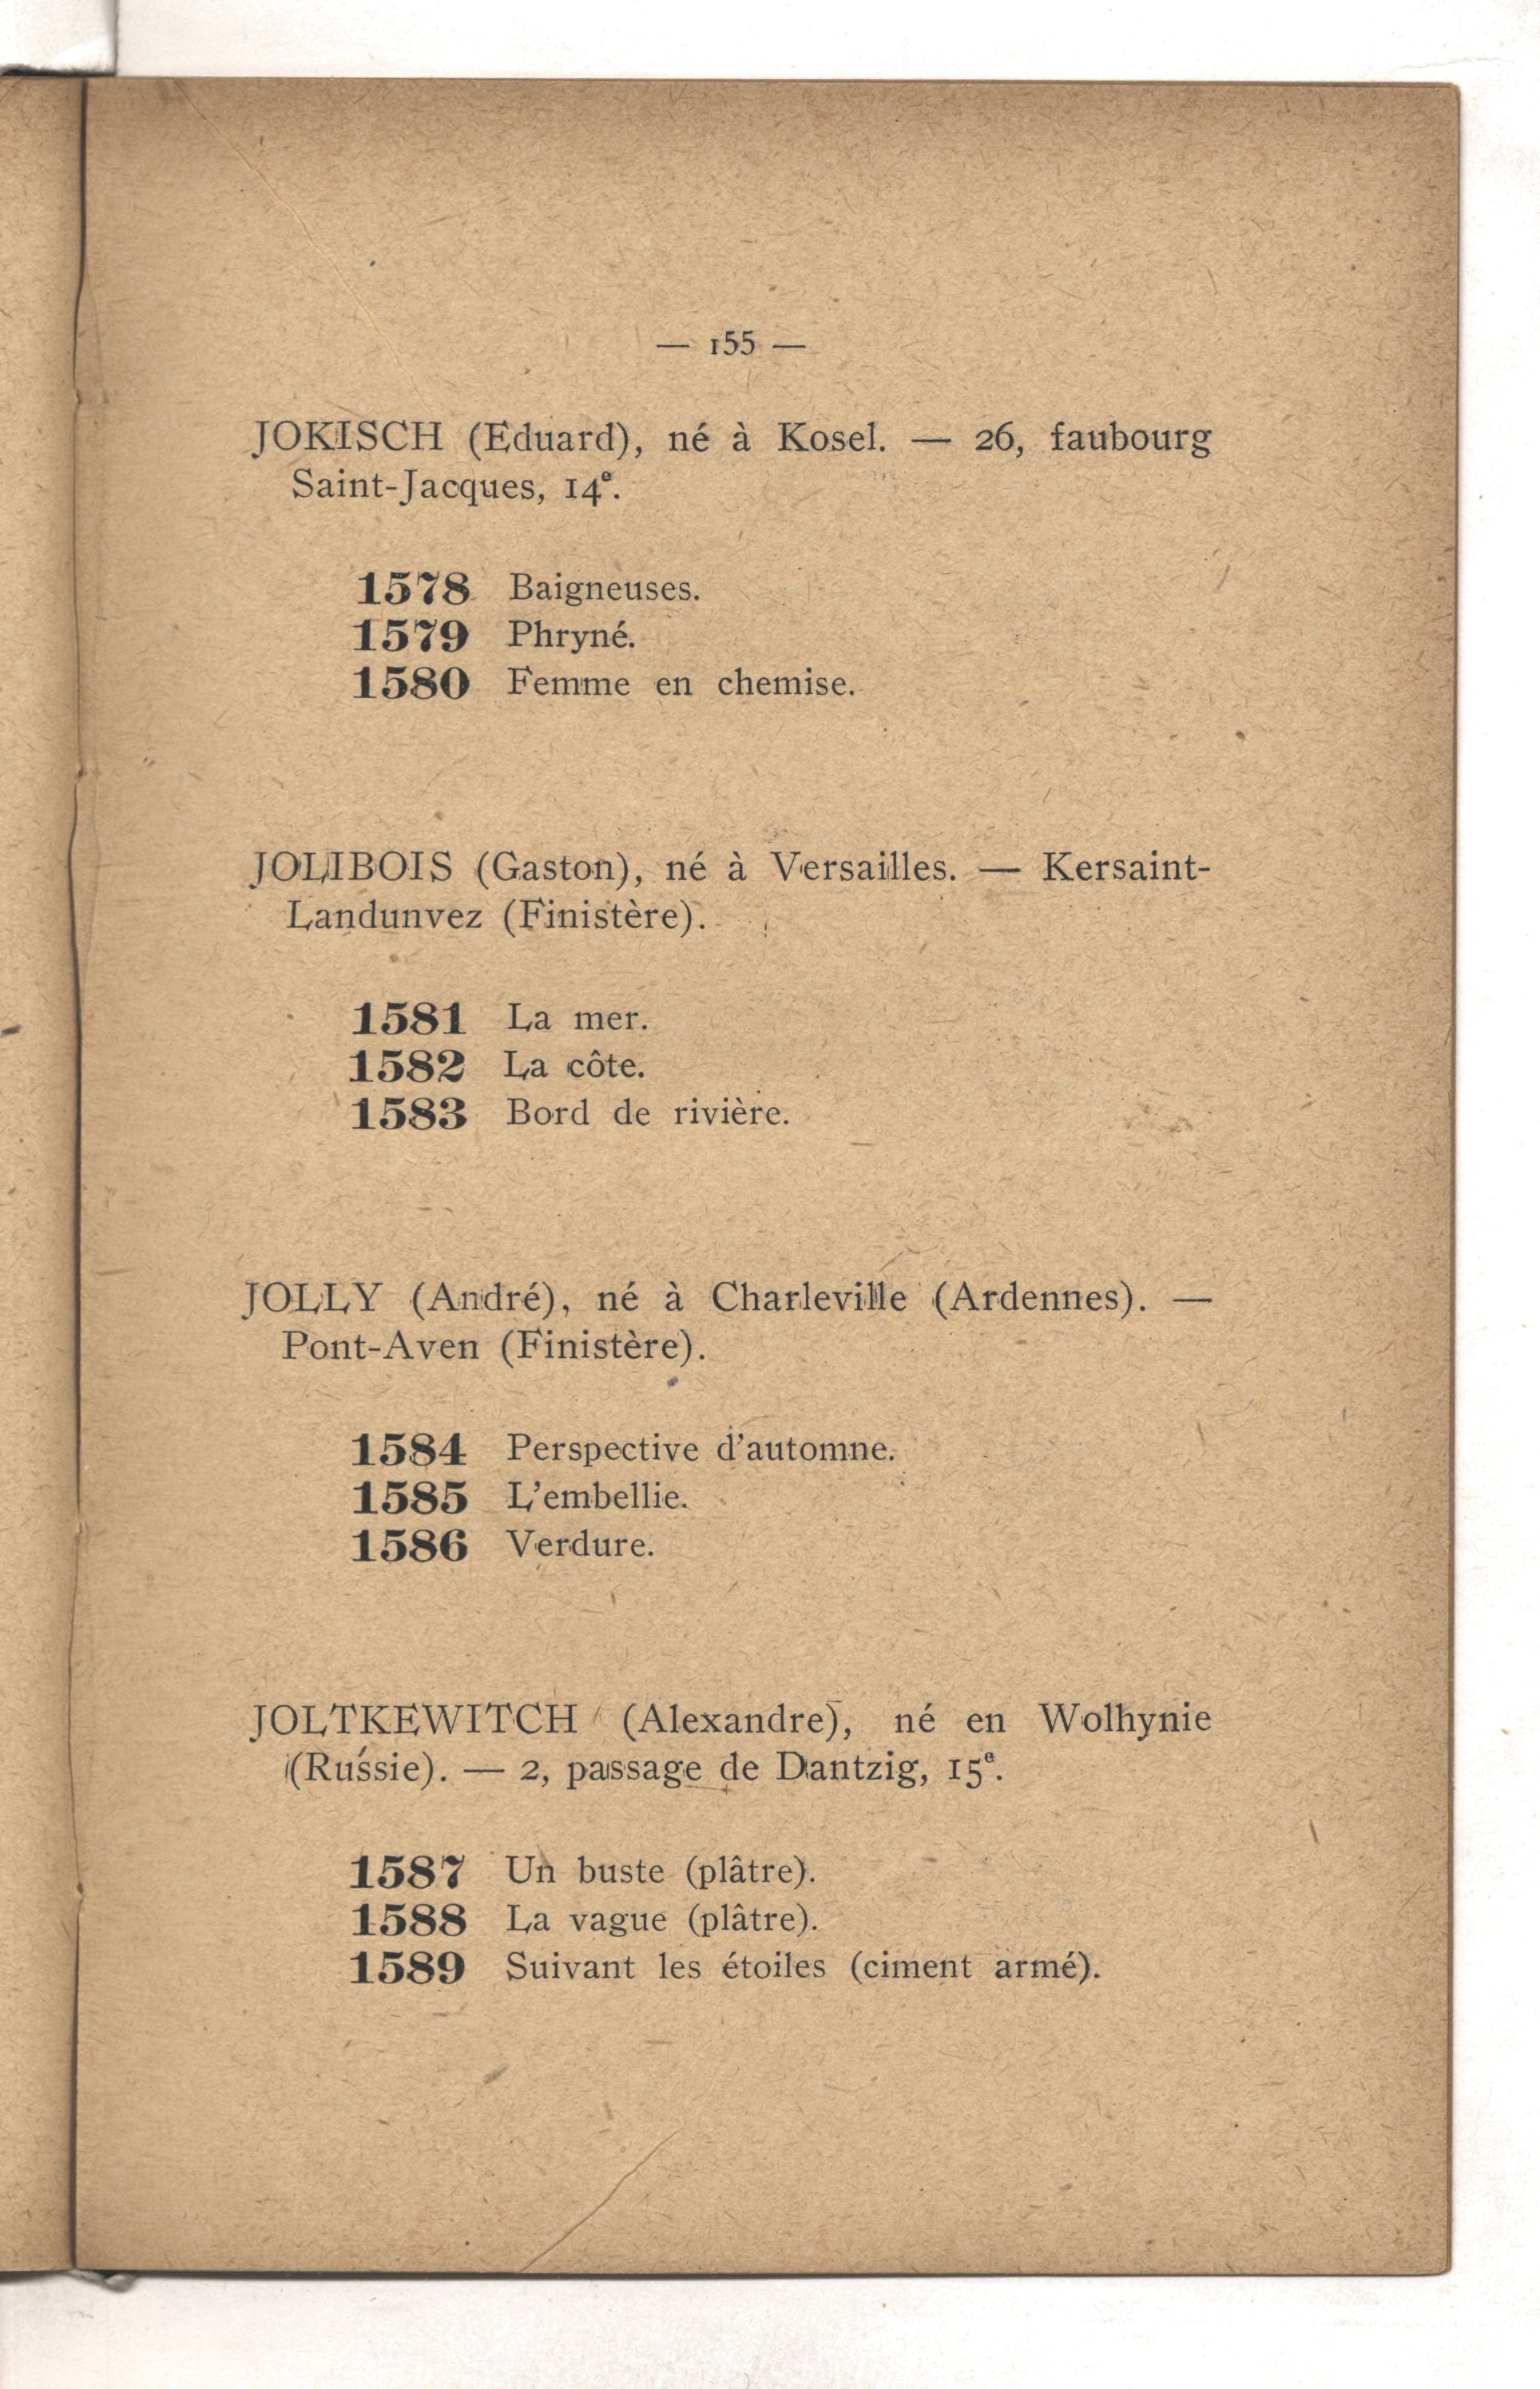 — 155 —
JOKISCH (Eduard), né à Kosel. — 26, faubourg
Saint-Jacques, 14e.
1578 Baigneuses.
1579 Phryné.
1580 Femme en chemise.
JOLIBOIS (Gaston), né à Versailles. — Kersaint-
Landunvez (Finistère).
1581 La mer.
1582 La côte.
1583 Bord de rivière.
JOLLY (André), né à Charleville (Ardennes). —
Pont-Aven (Finistère).
1584 Perspective d'automne.
1585 L'embellie.
1586 Verdure.
JOLTKEWITCH (Alexandre), né en Wolhynie
(Russie). — 2, passage de Dantzig, 15e.
1587 Un buste (plâtre).
1588 La vague (plâtre).
1589 Suivant les étoiles (ciment armé).